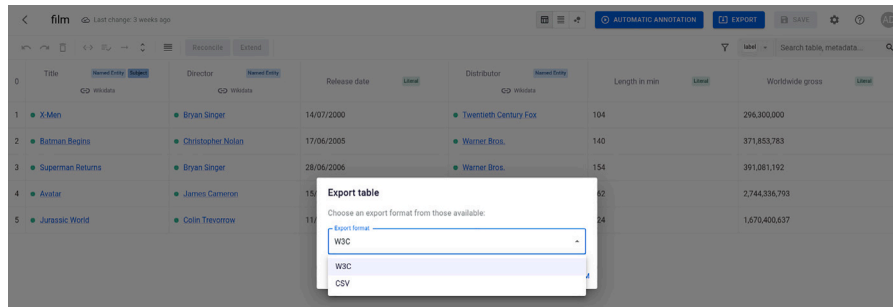 film Last change: 3 weeks ago AUTOMATIC ANNOTATION EXPORT SAVE
Reconcile Extend label Search table, metadata...
0 Title Named Entity Subject Wikidata Director Named Entity Wikidata Release date Literal Distributor Named Entity Wikidata Length in min Literal Worldwide gross Literal
1 X-Men Bryan Singer 14/07/2000 Twentieth Century Fox 104 296,300,000
2 Batman Begins Christopher Nolan 17/06/2005 Warner Bros. 140 371,853,783
3 Superman Returns Bryan Singer 28/06/2006 Warner Bros. 154 391.081,192
4 Avatar James Cameron 15/ 62 2,744,336,793
5 Jurassic World Colin Trevorrow 11/ 24 1,670,400,637
Export table
Choose an export format from those available:
Export format
W3C
W3C
CSV